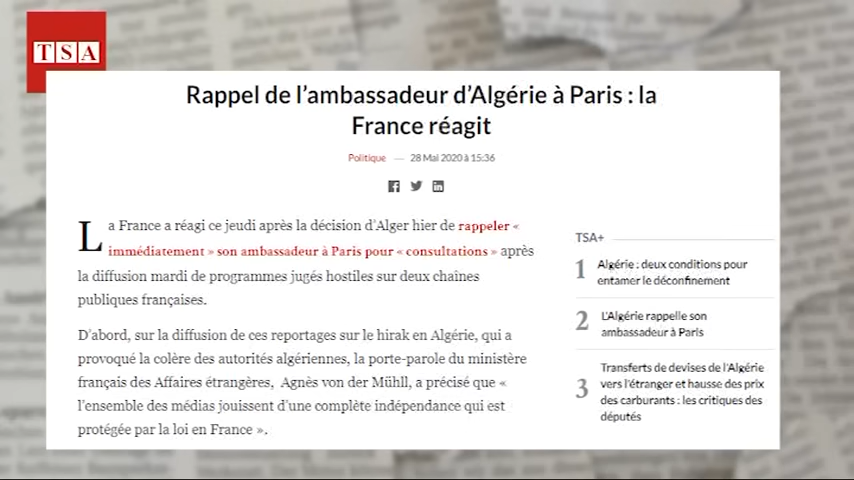 TSA
Rappel de l'ambassadeur d'Algérie à Paris : la
France réagit
Politique — 28 Mai 2020 à 15:36
La France a réagi ce jeudi après la décision d'Alger hier de rappeler «
immédiatement » son ambassadeur à Paris pour « consultations » après
la diffusion mardi de programmes jugés hostiles sur deux chaînes
publiques françaises.
D'abord, sur la diffusion de ces reportages sur le hirak en Algérie, qui a
provoqué la colère des autorités algériennes, la porte-parole du ministère
français des Affaires étrangères, Agnès von der Mühll, a précisé que «
l'ensemble des médias jouissent d'une complète indépendance qui est
protégée par la loi en France ».
TSA+
1 Algérie : deux conditions pour
entamer le déconfinement
2 L'Algérie rappelle son
ambassadeur à Paris
3 Transferts de devises de l'Algérie
vers l'étranger et hausse des prix
des carburants : les critiques des
députés